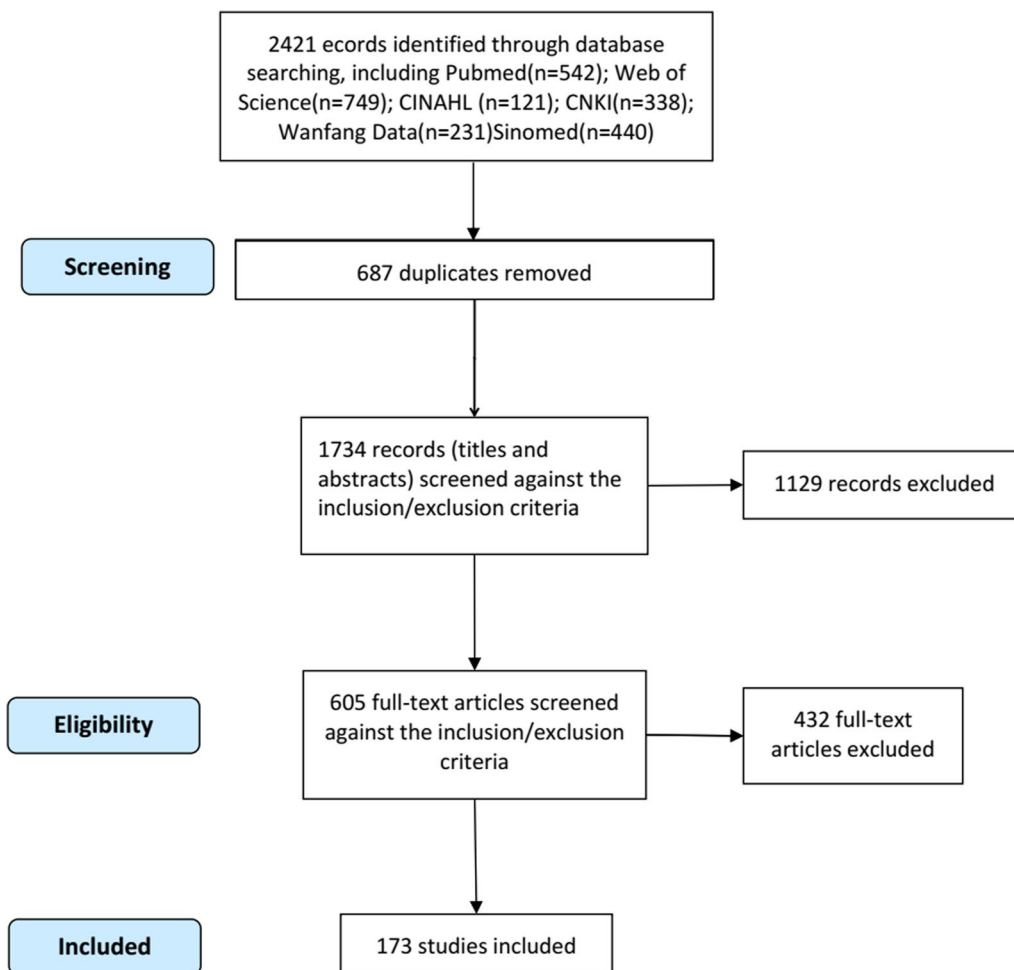 2421 ecords identified through database
searching, including Pubmed(n=542); Web of
Science(n=749); CINAHL (n=121); CNKI(n=338);
Wanfang Data(n=231)Sinomed(n=440)
Screening
687 duplicates removed
1734 records (titles and
abstracts) screened against the
inclusion/exclusion criteria
1129 records excluded
Eligibility
605 full-text articles screened
against the inclusion/exclusion
criteria
432 full-text
articles excluded
Included
173 studies included